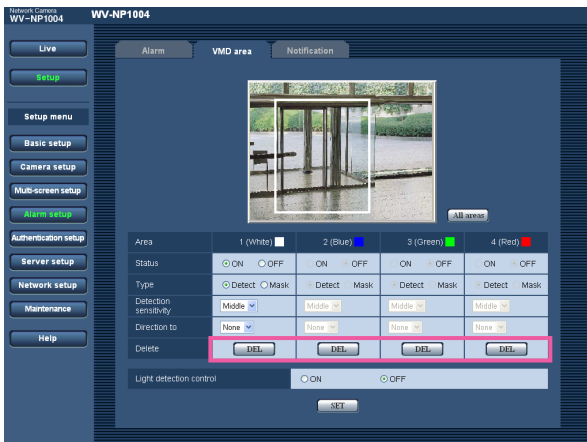 Network Camera
WV-NP1004
WV-NP1004
Live
Setup
Setup menu
Basic setup
Camera setup
Multi-screen setup
Alarm setup
Authentication setup
Server setup
Network setup
Maintenance
Help
Alarm VMD area Notification
All areas
Area 1 (White) 2 (Blue) 3 (Green) 4 (Red)
Status ON OFF ON OFF ON OFF ON OFF
Type Detect Mask Detect Mask Detect Mask Detect Mask
Detection sensitivity Middle Middle Middle Middle
Direction to None None None None
Delete DEL DEL DEL DEL
Light detection control ON OFF
SET